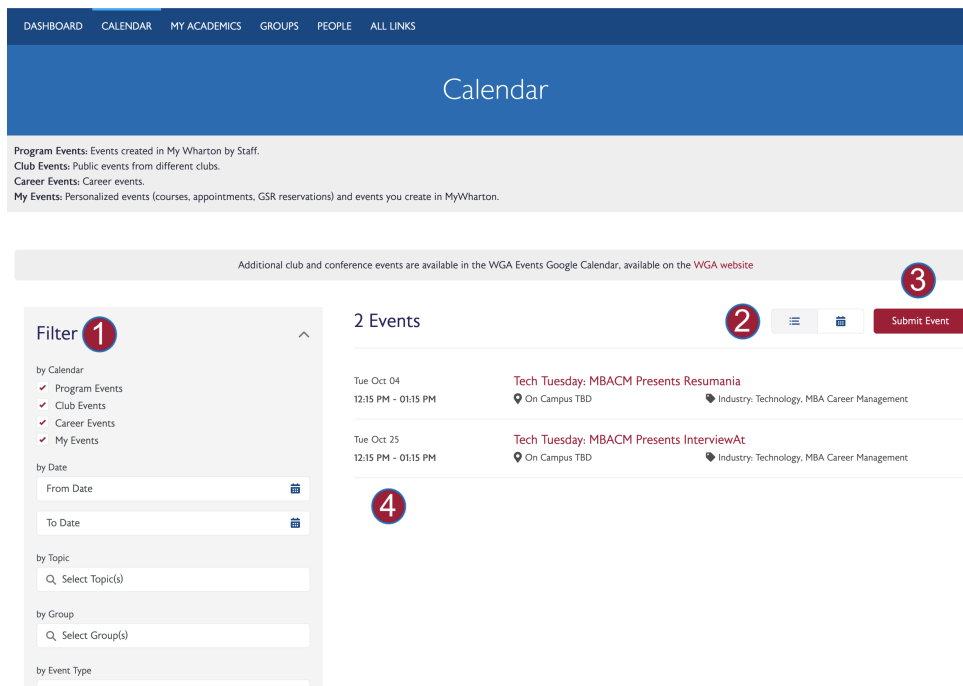 DASHBOARD CALENDAR MY ACADEMICS GROUPS PEOPLE ALL LINKS
Calendar
Program Events: Events created in My Wharton by Staff.
Club Events: Public events from different clubs.
Career Events: Career events.
My Events: Personalized events (courses, appointments, GSR reservations) and events you create in MyWharton.
Additional club and conference events are available in the WGA Events Google Calendar, available on the WGA website
3
Filter 1
by Calendar
Program Events
Club Events
Career Events
My Events
by Date
From Date
To Date
by Topic
Select Topic(s)
by Group
Select Group(s)
by Event Type
2 Events
2
Submit Event
Tue Oct 04
12:15 PM - 01:15 PM
Tech Tuesday: MBACM Presents Resumania
On Campus TBD
Industry: Technology, MBA Career Management
Tue Oct 25
12:15 PM - 01:15 PM
Tech Tuesday: MBACM Presents InterviewAt
On Campus TBD
Industry: Technology, MBA Career Management
4